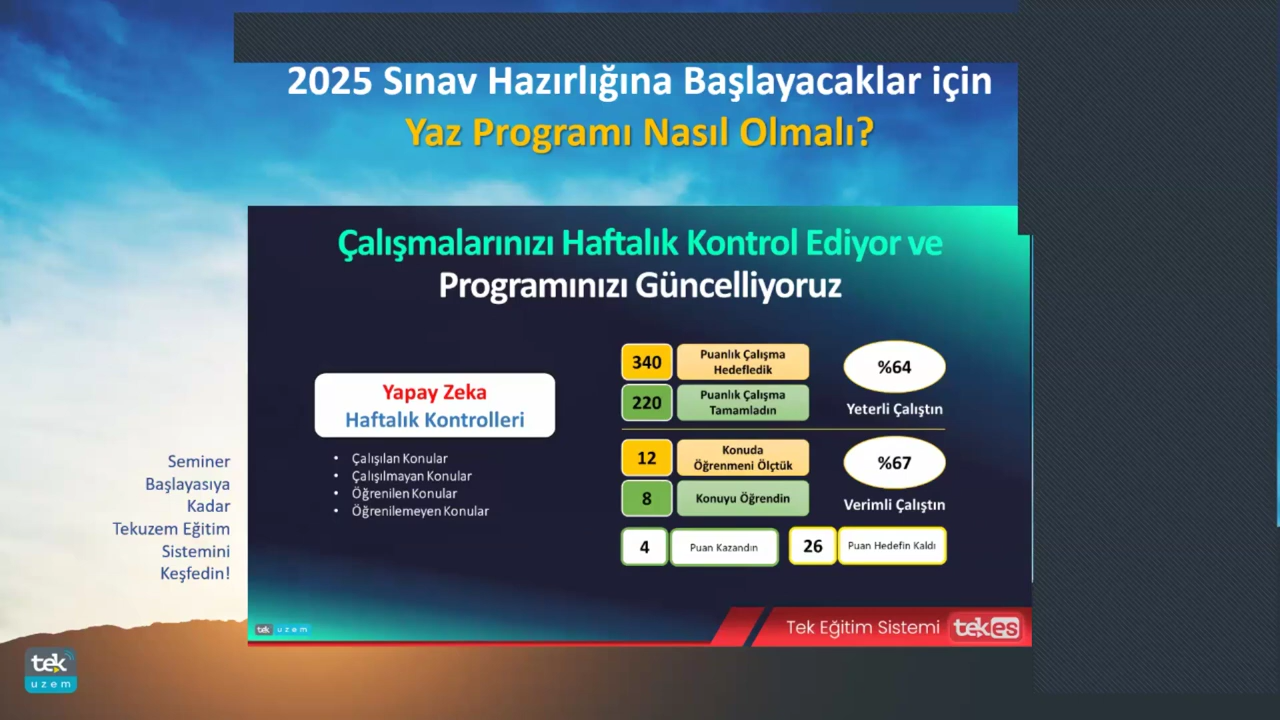 2025 Sınav Hazırlığına Başlayacaklar için
Yaz Programı Nasıl Olmalı?
Çalışmalarınızı Haftalık Kontrol Ediyor ve
Programınızı Güncelliyoruz
Yapay Zeka
Haftalık Kontrolleri
• Çalışılan Konular
• Çalışılmayan Konular
• Öğrenilen Konular
• Öğrenilemeyen Konular
340
Puanlık Çalışma
Hedefledik
220
Puanlık Çalışma
Tamamladın
%64
Yeterli Çalıştın
12
Konuda
Öğrenmeni Ölçtük
8
Konuyu Öğrendin
%67
Verimli Çalıştın
4
Puan Kazandın
26
Puan Hedefin Kaldı
Seminer
Başlayasıya
Kadar
Tekuzem Eğitim
Sistemini
Keşfedin!
tek uzem
Tek Eğitim Sistemi tekes
tek
uzem